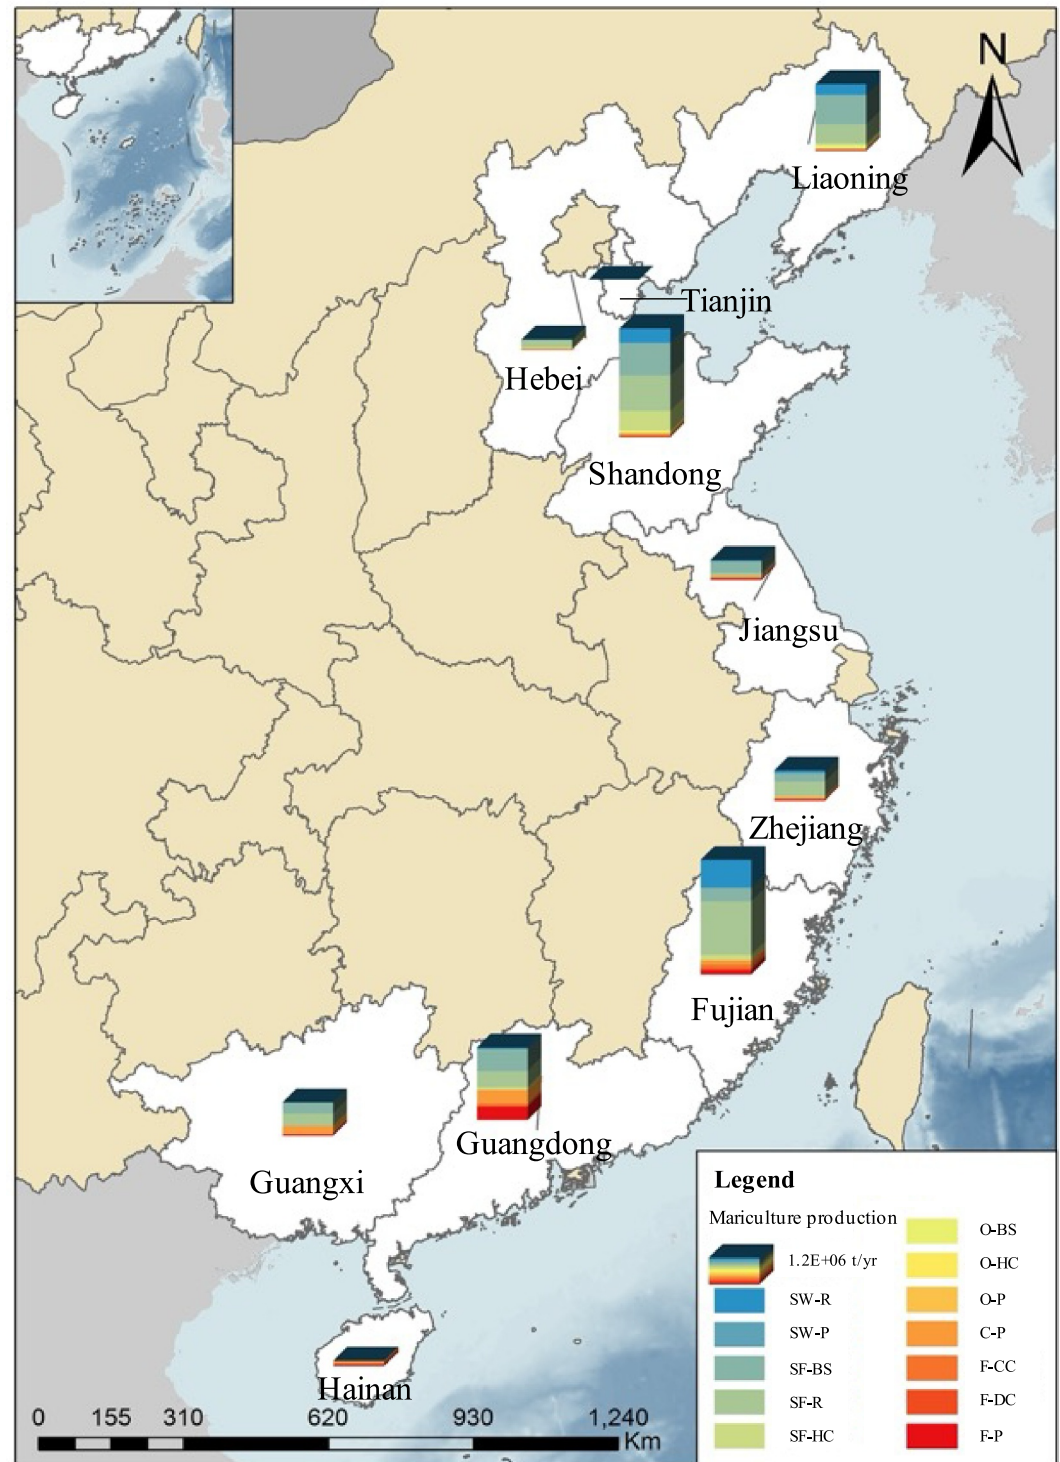 N
Liaoning
Tianjin
Hebei
Shandong
Jiangsu
Zhejiang
Fujian
Guangdong
Guangxi
Hainan
0 155 310 620 930 1,240
Km
Legend
Mariculture production
1.2E+06 t/yr
SW-R
SW-P
SF-BS
SF-R
SF-HC
O-BS
O-HC
O-P
C-P
F-CC
F-DC
F-P